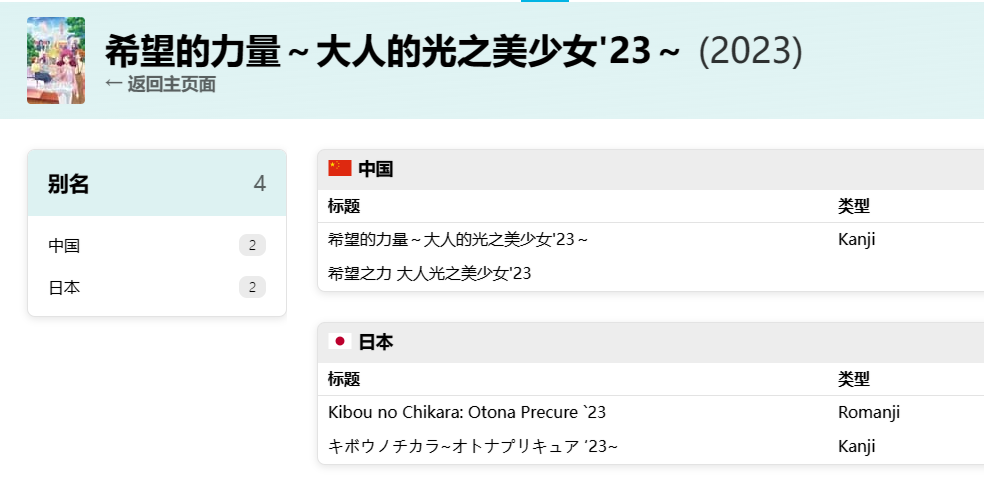 希望的力量～大人的光之美少女'23～ (2023)
← 返回主页面
别名 4
中国 2
日本 2
中国
标题 类型
希望的力量～大人的光之美少女'23～ Kanji
希望之力 大人光之美少女'23
日本
标题 类型
Kibou no Chikara: Otona Precure `23 Romanji
キボウノチカラ~オトナプリキュア ‘23~ Kanji